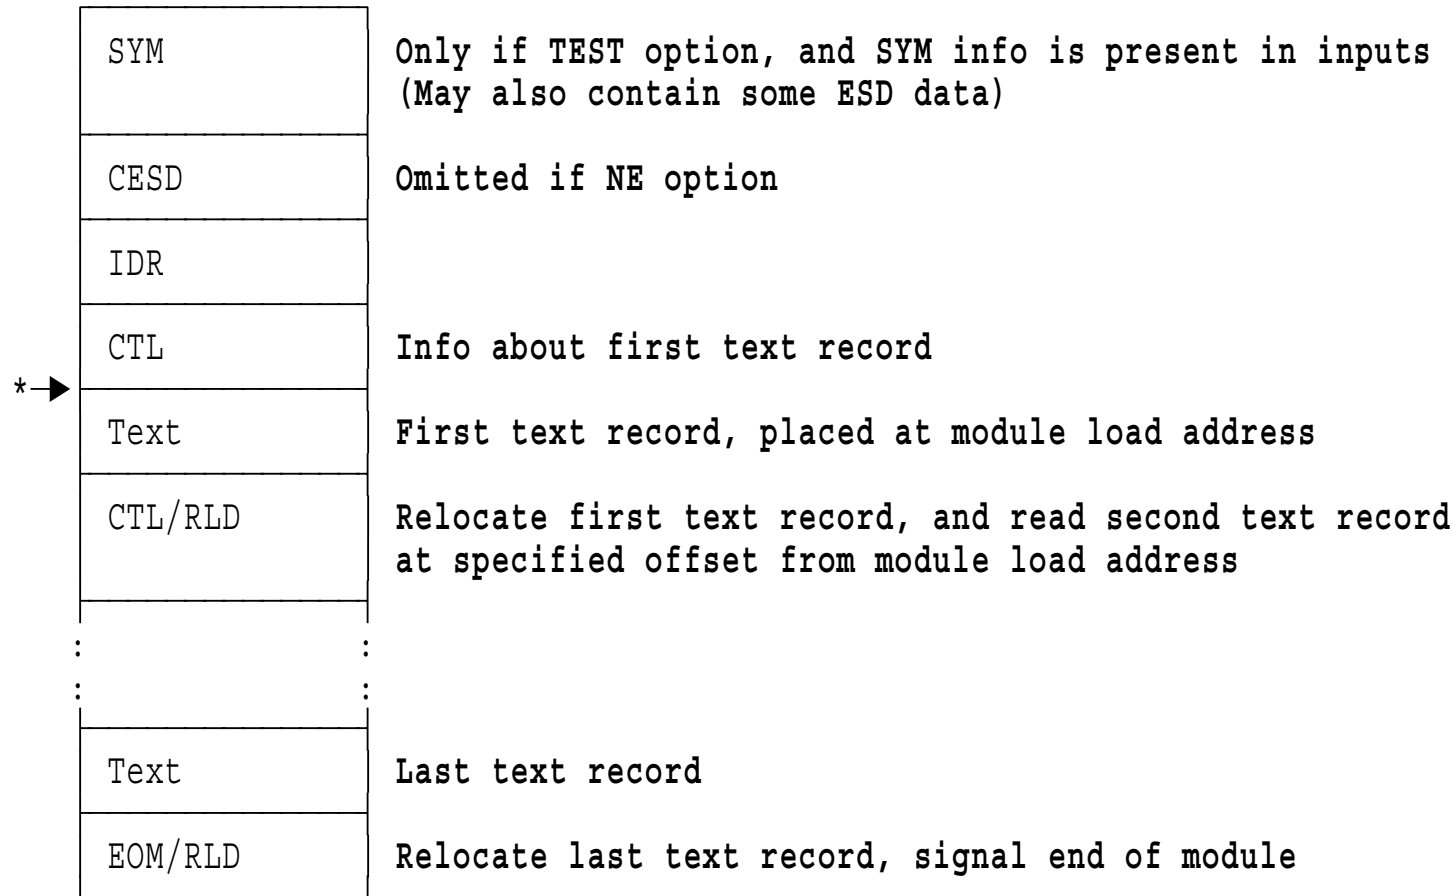 SYM Only if TEST option, and SYM info is present in inputs
(May also contain some ESD data)
CESD Omitted if NE option
IDR
CTL Info about first text record
*
Text First text record, placed at module load address
CTL/RLD Relocate first text record, and read second text record
at specified offset from module load address
: :
: :
Text Last text record
EOM/RLD Relocate last text record, signal end of module